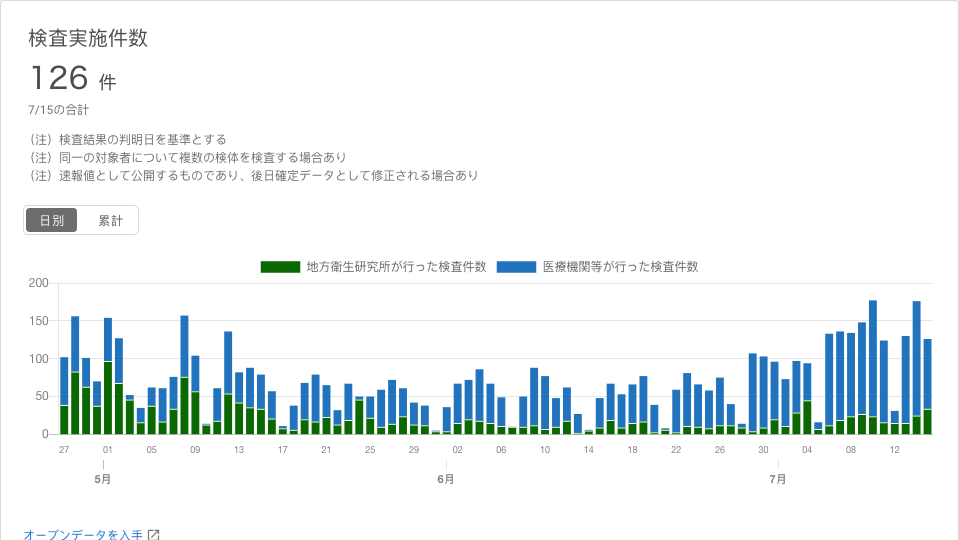 検査実施件数
126 件
7/15の合計
（注）検査結果の判明日を基準とする
（注）同一の対象者について複数の検体を検査する場合あり
（注）速報値として公開するものであり、後日確定データとして修正される場合あり
日別 累計
地方衛生研究所が行った検査件数 医療機関等が行った検査件数
200
150
100
50
0
27 01 05 09 13 17 21 25 29 02 06 10 14 18 22 26 30 04 08 12
5月 6月 7月
オープンデータを入手